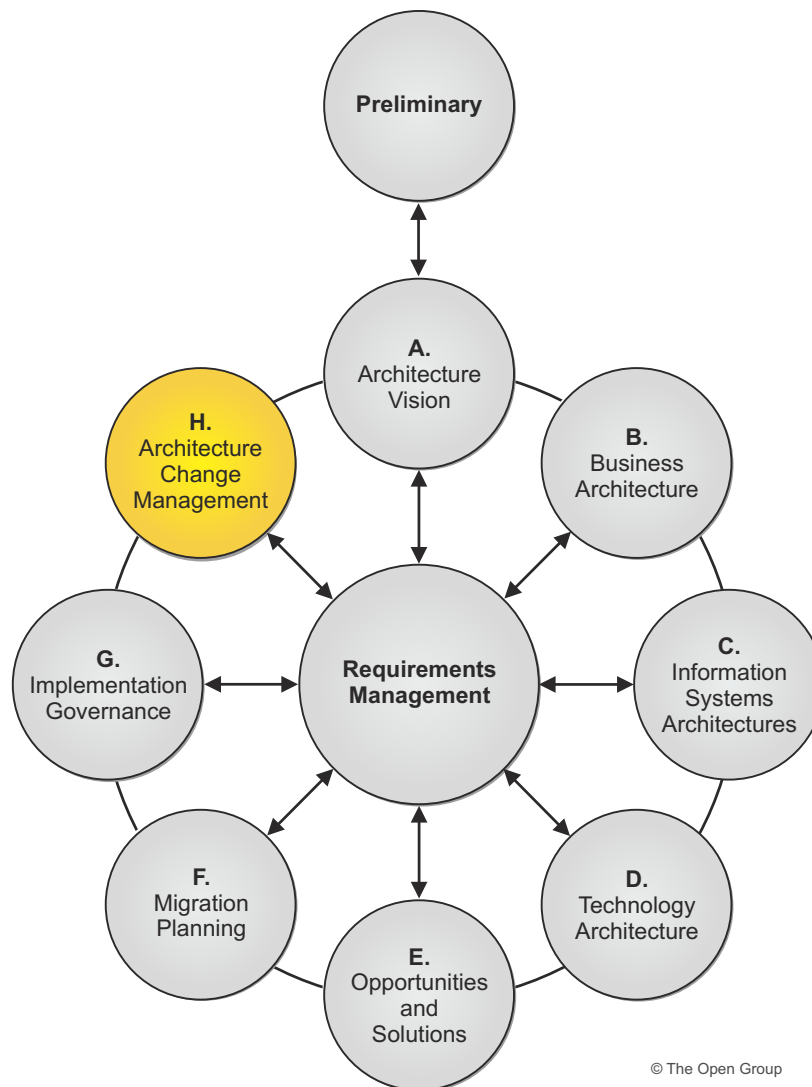 Preliminary
A.
Architecture
Vision
B.
Business
Architecture
C.
Information
Systems
Architectures
D.
Technology
Architecture
E.
Opportunities
and
Solutions
F.
Migration
Planning
G.
Implementation
Governance
H.
Architecture
Change
Management
Requirements
Management
© The Open Group